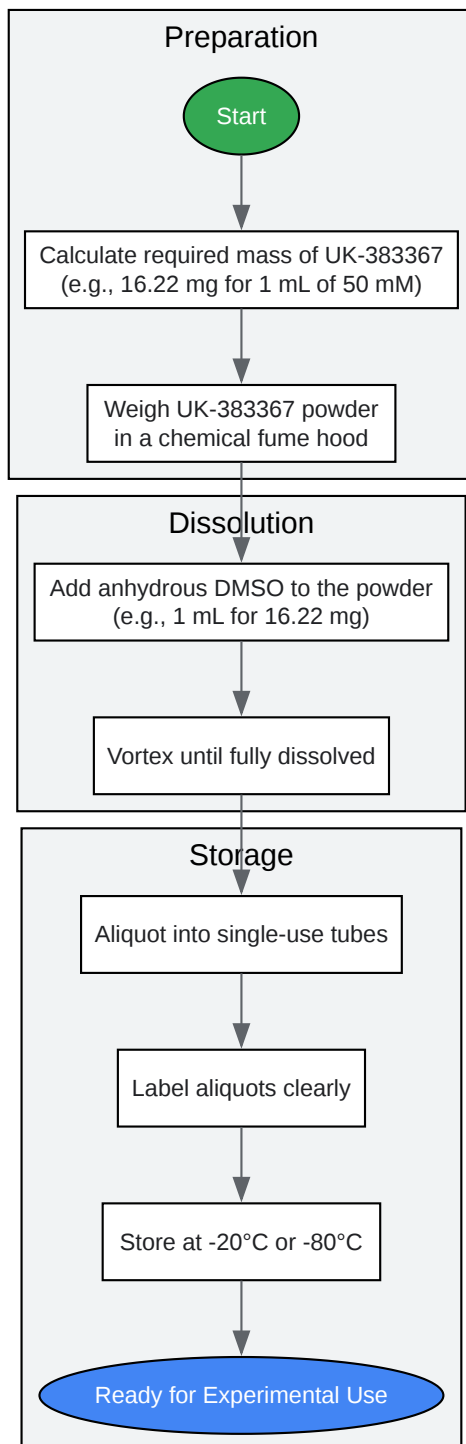 Preparation
Start
Calculate required mass of UK-383367
(e.g., 16.22 mg for 1 mL of 50 mM)
Weigh UK-383367 powder
in a chemical fume hood
Dissolution
Add anhydrous DMSO to the powder
(e.g., 1 mL for 16.22 mg)
Vortex until fully dissolved
Storage
Aliquot into single-use tubes
Label aliquots clearly
Store at -20°C or -80°C
Ready for Experimental Use